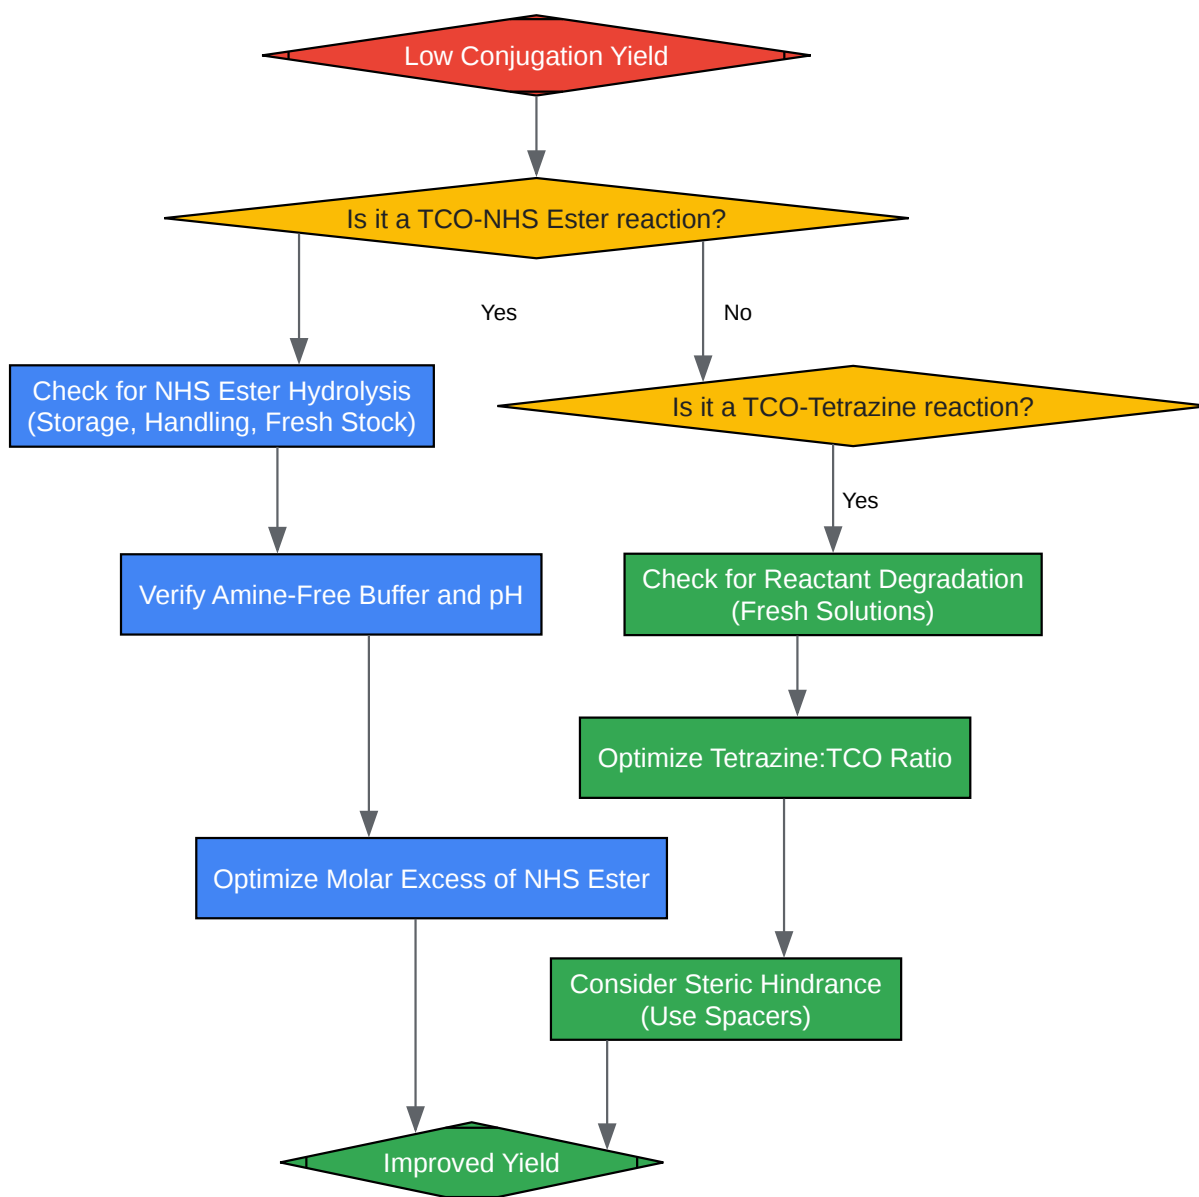 Low Conjugation Yield
Is it a TCO-NHS Ester reaction?
Yes
No
Check for NHS Ester Hydrolysis
(Storage, Handling, Fresh Stock)
Is it a TCO-Tetrazine reaction?
Yes
Verify Amine-Free Buffer and pH
Check for Reactant Degradation
(Fresh Solutions)
Optimize Tetrazine:TCO Ratio
Optimize Molar Excess of NHS Ester
Consider Steric Hindrance
(Use Spacers)
Improved Yield